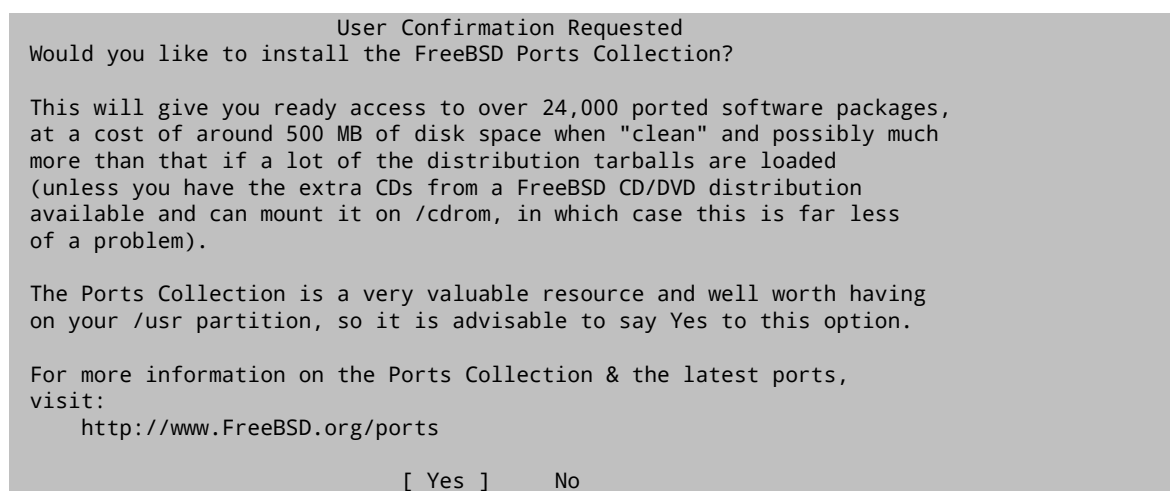 User Confirmation Requested
Would you like to install the FreeBSD Ports Collection?
This will give you ready access to over 24,000 ported software packages,
at a cost of around 500 MB of disk space when "clean" and possibly much
more than that if a lot of the distribution tarballs are loaded
(unless you have the extra CDs from a FreeBSD CD/DVD distribution
available and can mount it on /cdrom, in which case this is far less
of a problem).
The Ports Collection is a very valuable resource and well worth having
on your /usr partition, so it is advisable to say Yes to this option.
For more information on the Ports Collection & the latest ports,
visit:
http://www.FreeBSD.org/ports
[ Yes ] No